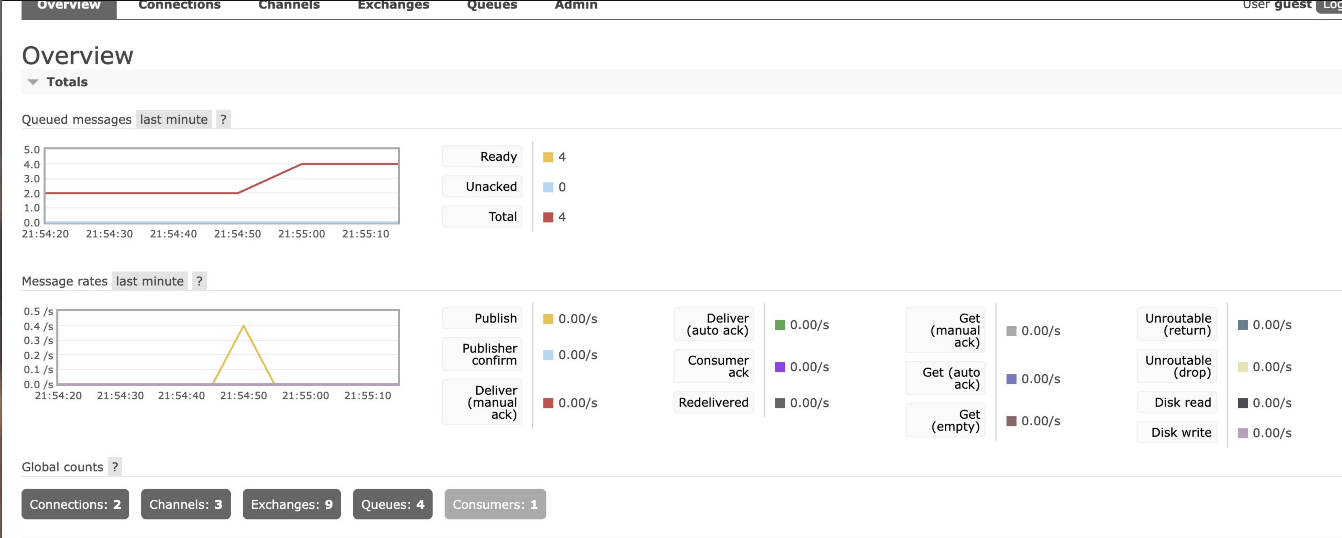 Overview Connections Channels Exchanges Queues Admin User guest Log
Overview
Totals
Queued messages last minute ?
5.0
4.0
3.0
2.0
1.0
0.0
21:54:20 21:54:30 21:54:40 21:54:50 21:55:00 21:55:10
Ready 4
Unacked 0
Total 4
Message rates last minute ?
0.5 /s
0.4 /s
0.3 /s
0.2 /s
0.1 /s
0.0 /s
21:54:20 21:54:30 21:54:40 21:54:50 21:55:00 21:55:10
Publish 0.00/s
Publisher
confirm 0.00/s
Deliver
(manual
ack) 0.00/s
Deliver
(auto ack) 0.00/s
Consumer
ack 0.00/s
Redelivered 0.00/s
Get
(manual
ack) 0.00/s
Get (auto
ack) 0.00/s
Get
(empty) 0.00/s
Unroutable
(return) 0.00/s
Unroutable
(drop) 0.00/s
Disk read 0.00/s
Disk write 0.00/s
Global counts ?
Connections: 2 Channels: 3 Exchanges: 9 Queues: 4 Consumers: 1